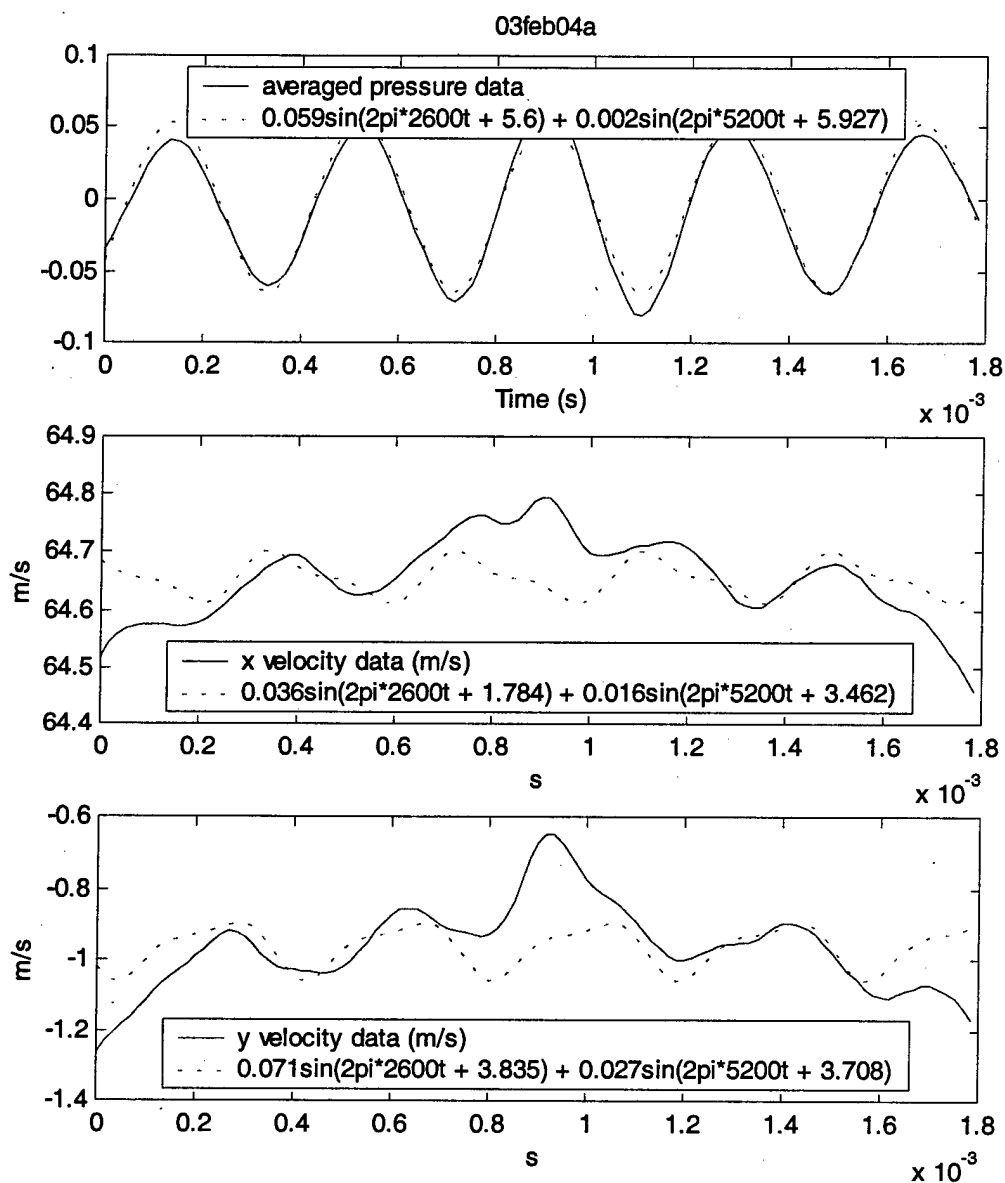 03feb04a
0.1
averaged pressure data
0.059sin(2pi*2600t + 5.6) + 0.002sin(2pi*5200t + 5.927)
0.05
0
-0.05
-0.1
0 0.2 0.4 0.6 0.8 1 1.2 1.4 1.6 1.8
Time (s)
x 10-3
64.9
64.8
64.7
64.6
64.5
64.4
m/s
x velocity data (m/s)
0.036sin(2pi*2600t + 1.784) + 0.016sin(2pi*5200t + 3.462)
0 0.2 0.4 0.6 0.8 1 1.2 1.4 1.6 1.8
s
x 10-3
-0.6
-0.8
-1
-1.2
-1.4
m/s
y velocity data (m/s)
0.071sin(2pi*2600t + 3.835) + 0.027sin(2pi*5200t + 3.708)
0 0.2 0.4 0.6 0.8 1 1.2 1.4 1.6 1.8
s
x 10-3